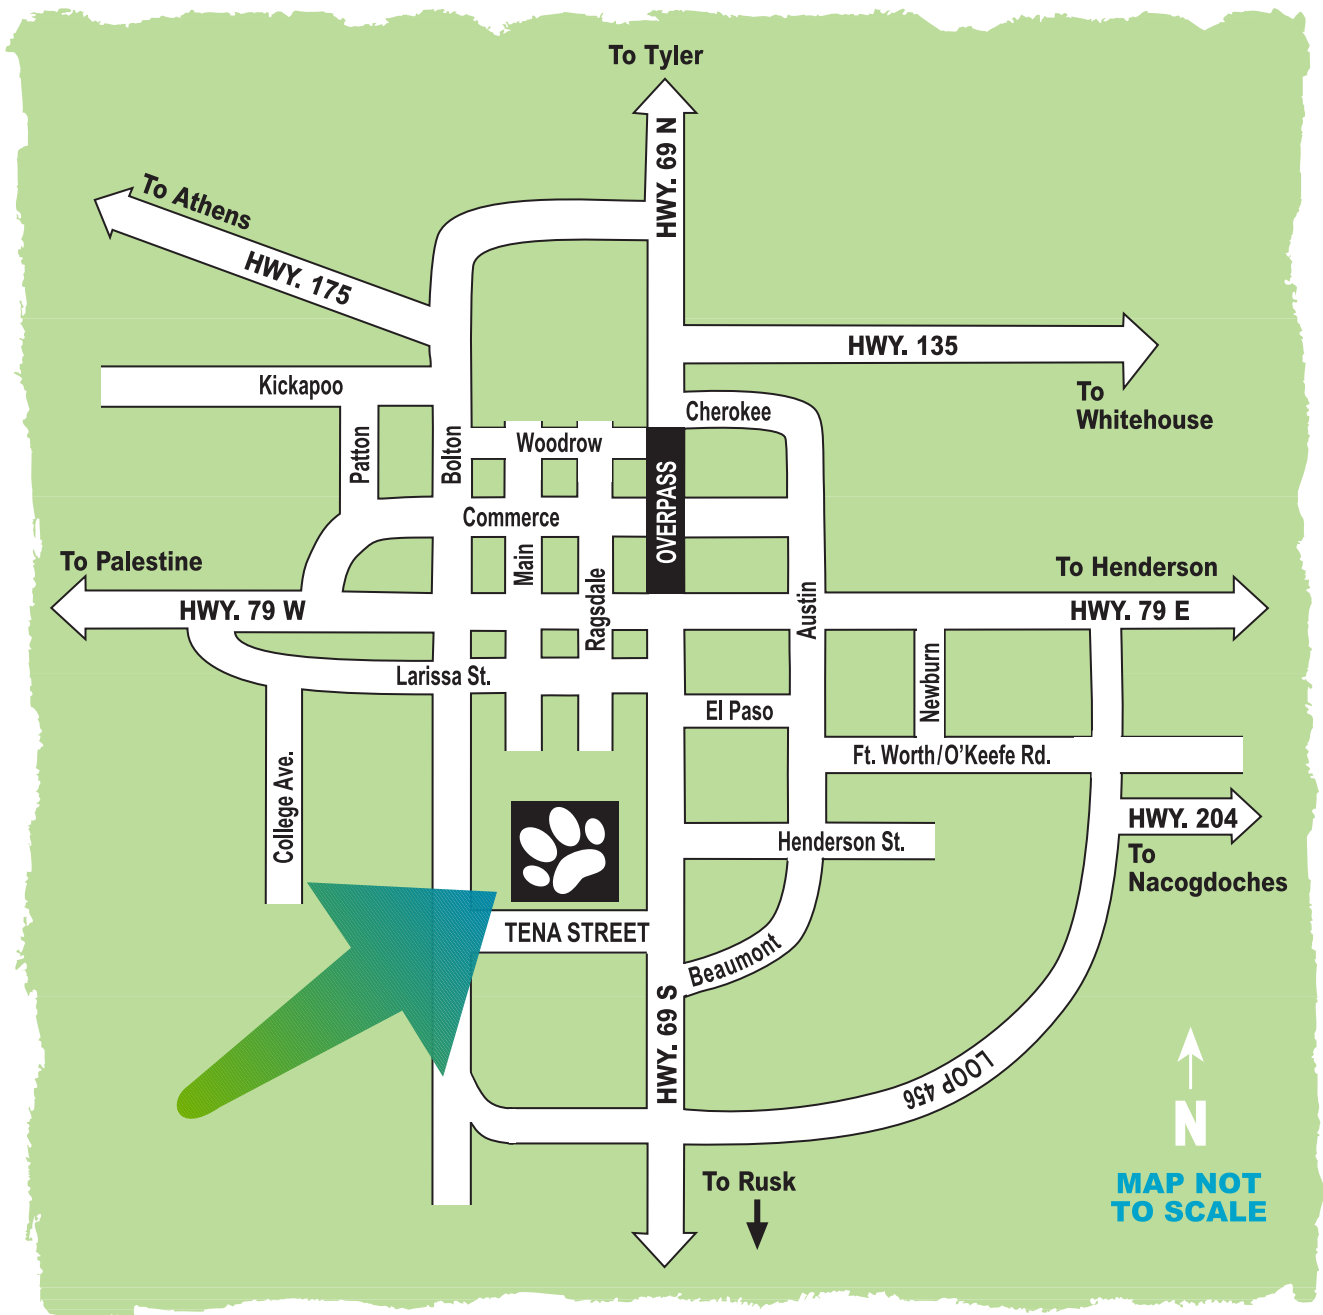 To Tyler
HWY. 69 N
To Athens
HWY. 175
HWY. 135
To
Whitehouse
Kickapoo
Cherokee
Patton
Bolton
Woodrow
OVERPASS
Commerce
Main
Ragsdale
To Palestine
HWY. 79 W
Austin
To Henderson
HWY. 79 E
Larissa St.
El Paso
Newburn
Ft. Worth/O'Keefe Rd.
College Ave.
Henderson St.
HWY. 204
To
Nacogdoches
TENA STREET
Beaumont
HWY. 69 S
LOOP 456
N
To Rusk
MAP NOT
TO SCALE